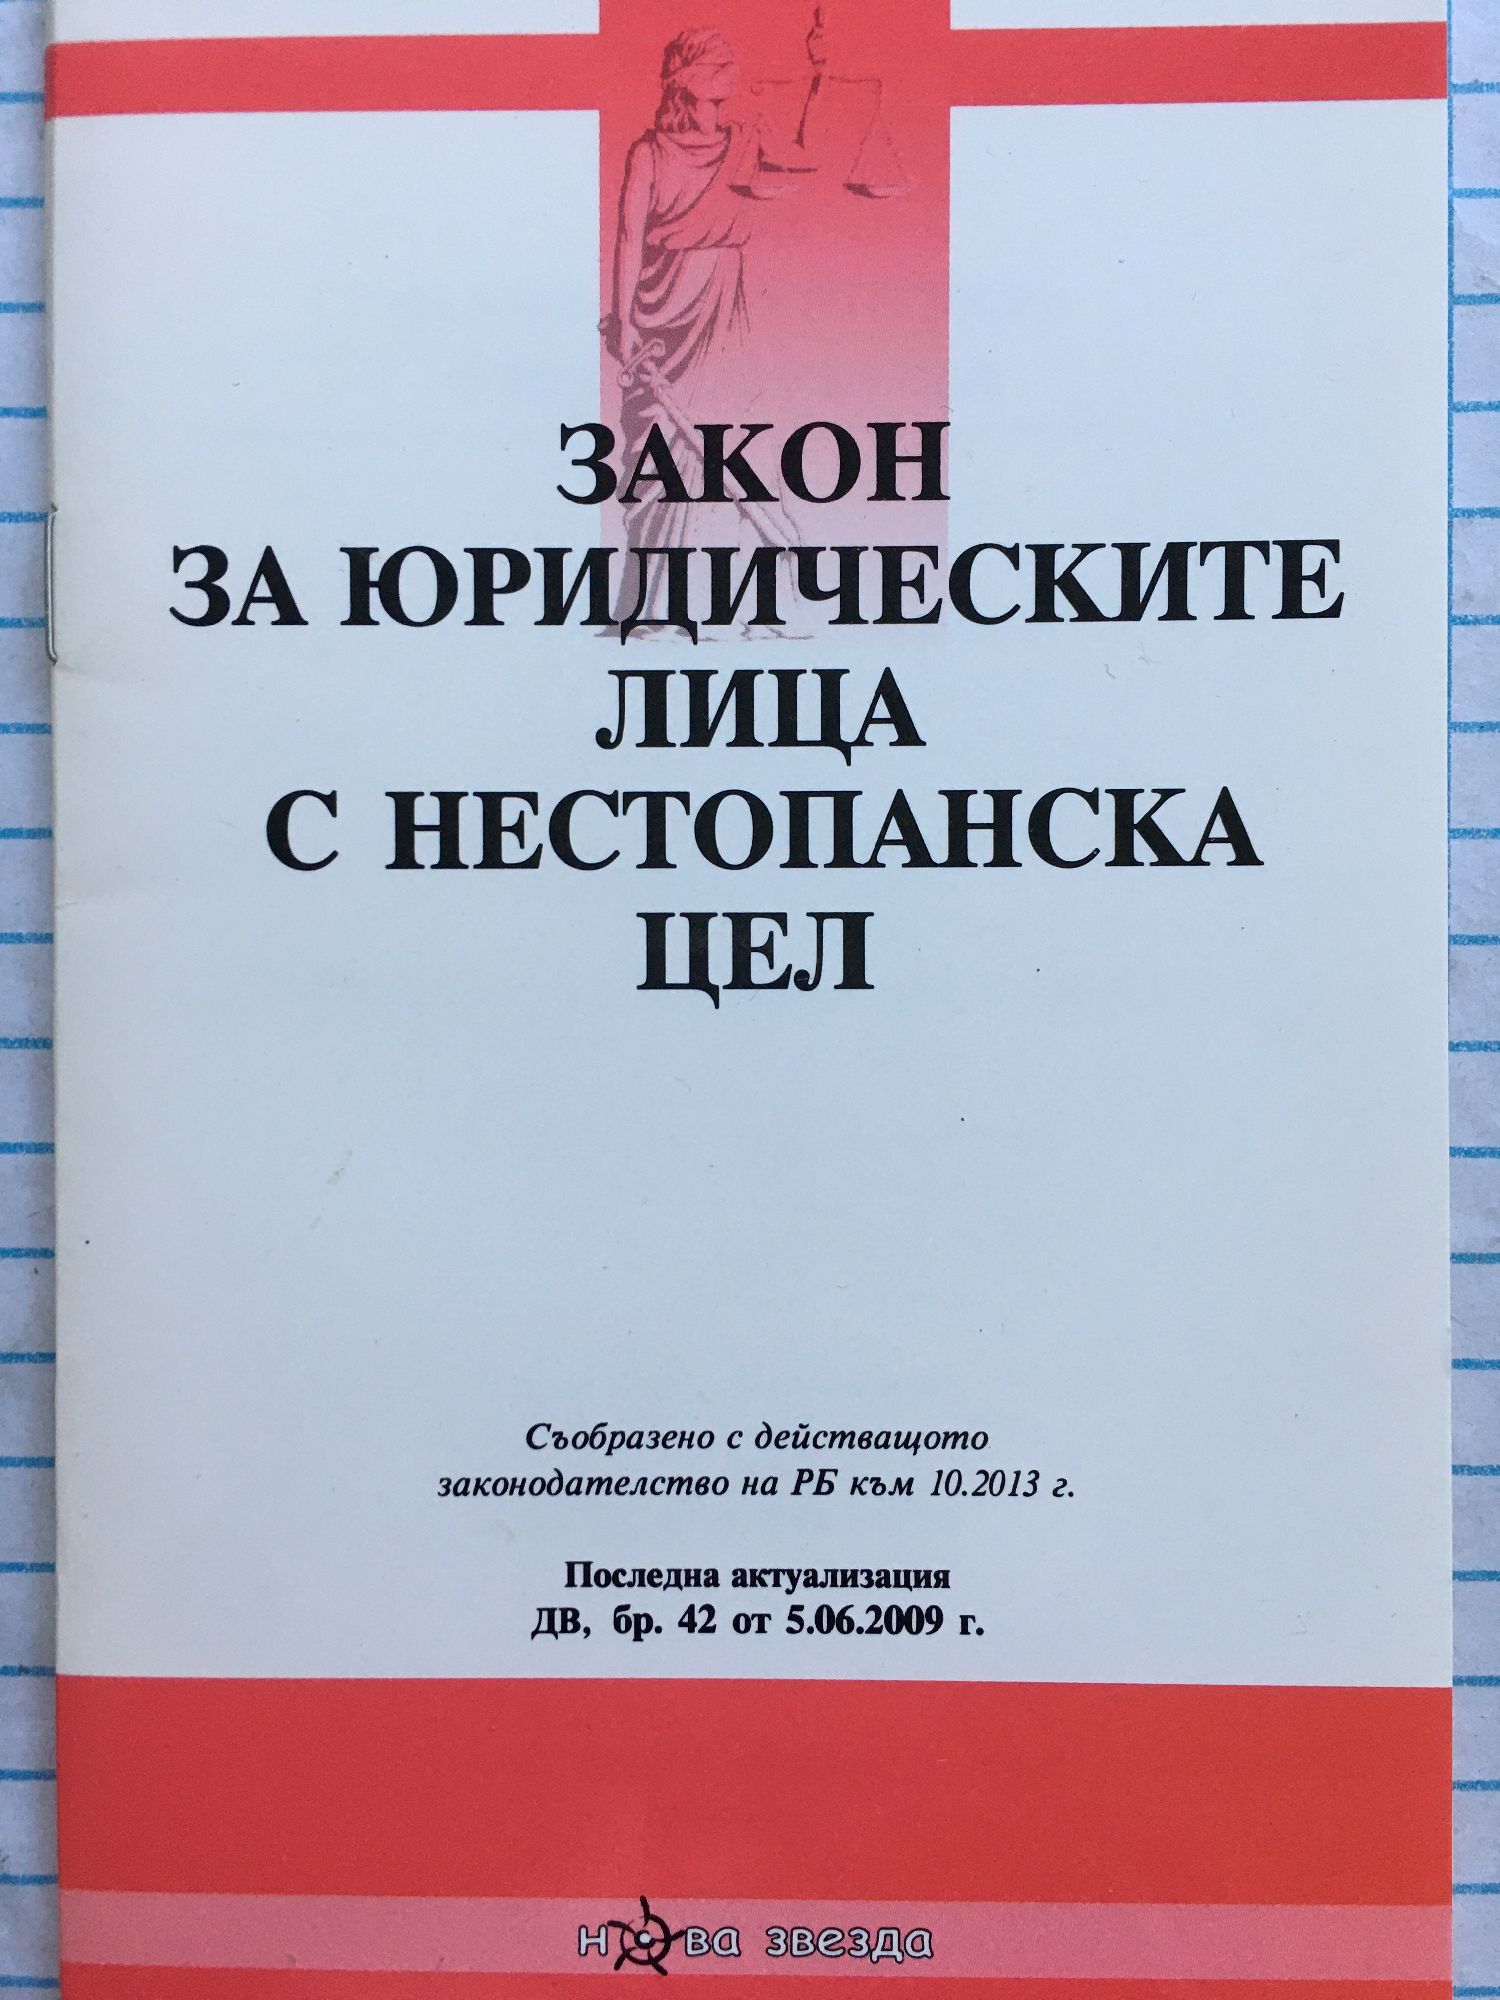 ЗАКОН
ЗА ЮРИДИЧЕСКИТЕ
ЛИЦА
С НЕСТОПАНСКА
ЦЕЛ
Съобразено с действащото
законодателство на РБ към 10.2013 г.
Последна актуализация
ДВ, бр. 42 от 5.06.2009 г.
нова звезда